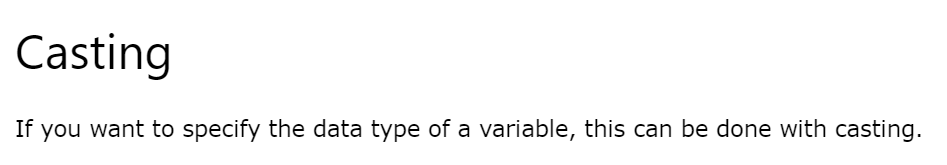 Casting
If you want to specify the data type of a variable, this can be done with casting.